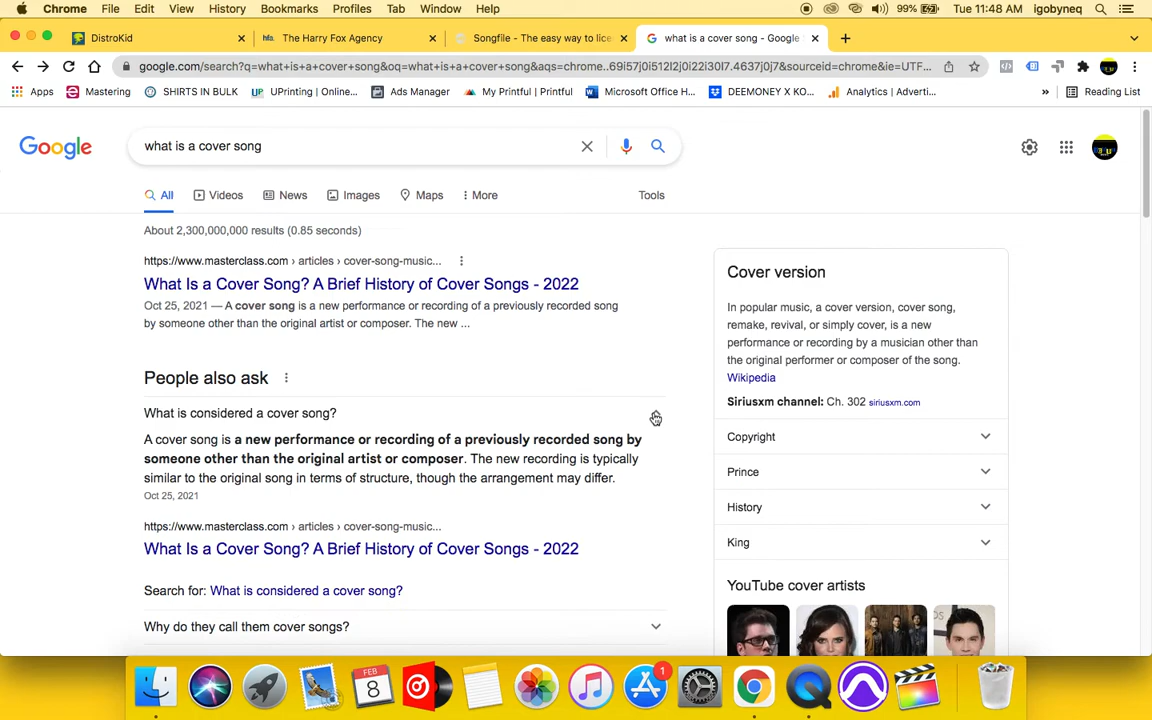 Chrome File Edit View History Bookmarks Profiles Tab Window Help 99% Tue 11:48 AM igobyneq
DistroKid The Harry Fox Agency Songfile - The easy way to lice what is a cover song - Google
google.com/search?q=what+is+a+cover+song&oq=what+is+a+cover+song&aqs=chrome..69i57j0i512l2j0i22i30l7.4637j0j7&sourceid=chrome&ie=UTF...
Apps Mastering SHIRTS IN BULK UPrinting | Online... Ads Manager My Printful | Printful Microsoft Office H... DEEMONEY X KO... Analytics | Adverti... » Reading List
Google what is a cover song
All Videos News Images Maps More Tools
About 2,300,000,000 results (0.85 seconds)
https://www.masterclass.com › articles › cover-song-music...
What Is a Cover Song? A Brief History of Cover Songs - 2022
Oct 25, 2021 — A cover song is a new performance or recording of a previously recorded song
by someone other than the original artist or composer. The new ...
People also ask
What is considered a cover song?
A cover song is a new performance or recording of a previously recorded song by
someone other than the original artist or composer. The new recording is typically
similar to the original song in terms of structure, though the arrangement may differ.
Oct 25, 2021
https://www.masterclass.com › articles › cover-song-music...
What Is a Cover Song? A Brief History of Cover Songs - 2022
Search for: What is considered a cover song?
Why do they call them cover songs?
Cover version
In popular music, a cover version, cover song,
remake, revival, or simply cover, is a new
performance or recording by a musician other than
the original performer or composer of the song.
Wikipedia
Siriusxm channel: Ch. 302 siriusxm.com
Copyright
Prince
History
King
YouTube cover artists
FEB
8
1